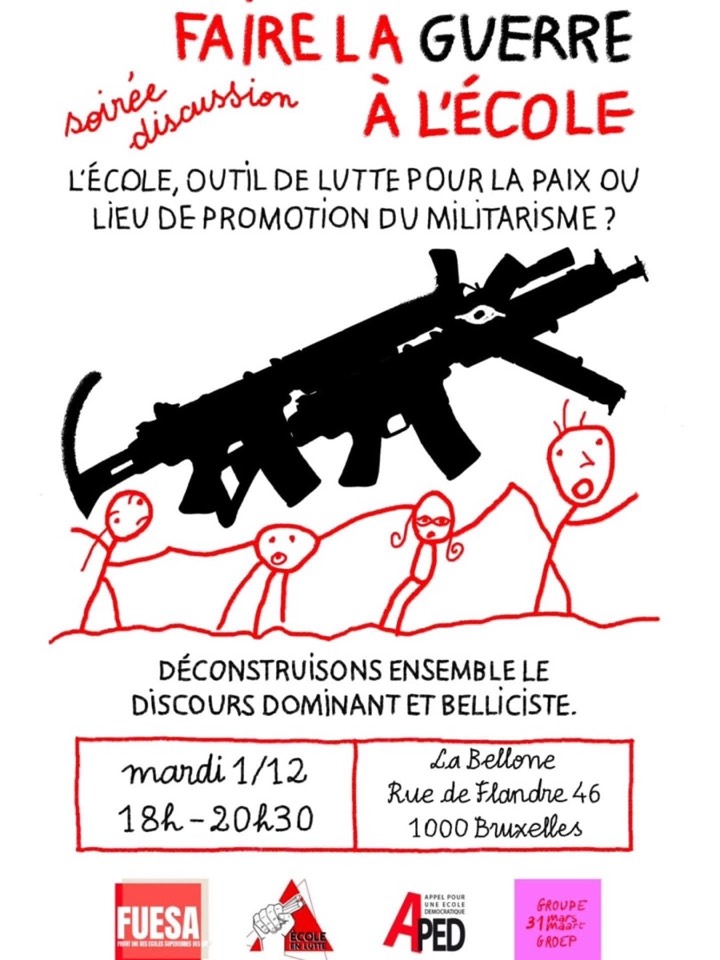 FAIRE LA GUERRE
soirée
discussion
À L'ÉCOLE
L'ÉCOLE, OUTIL DE LUTTE POUR LA PAIX OU
LIEU DE PROMOTION DU MILITARISME ?
DÉCONSTRUISONS ENSEMBLE LE
DISCOURS DOMINANT ET BELLICISTE.
mardi 1/12
18h - 20h30
La Bellone
Rue de Flandre 46
1000 Bruxelles
FUESA
ÉCOLE
EN LUTTE
APPEL POUR
UNE ECOLE
DEMOCRATIQUE
APED
GROUPE
31 mars
maart
GROEP